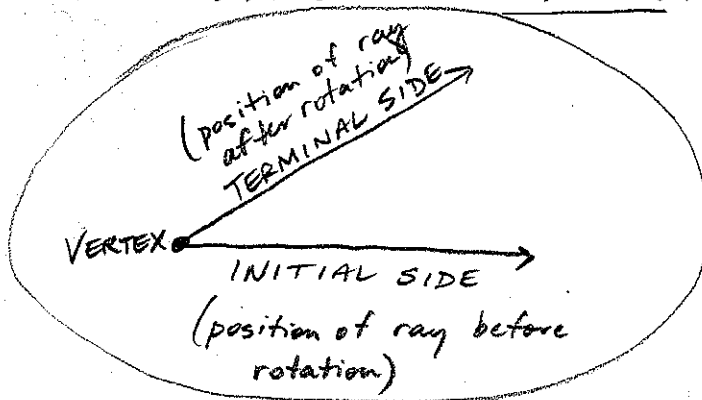 (position of ray
after rotation)
TERMINAL SIDE
VERTEX
INITIAL SIDE
(position of ray before
rotation)